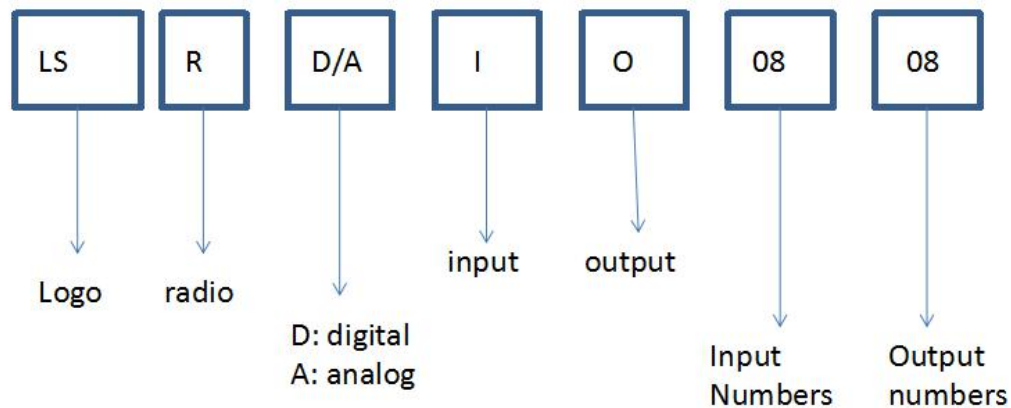 LS R D/A I O 08 08
input output
Logo radio
D: digital
A: analog
Input Output
Numbers numbers